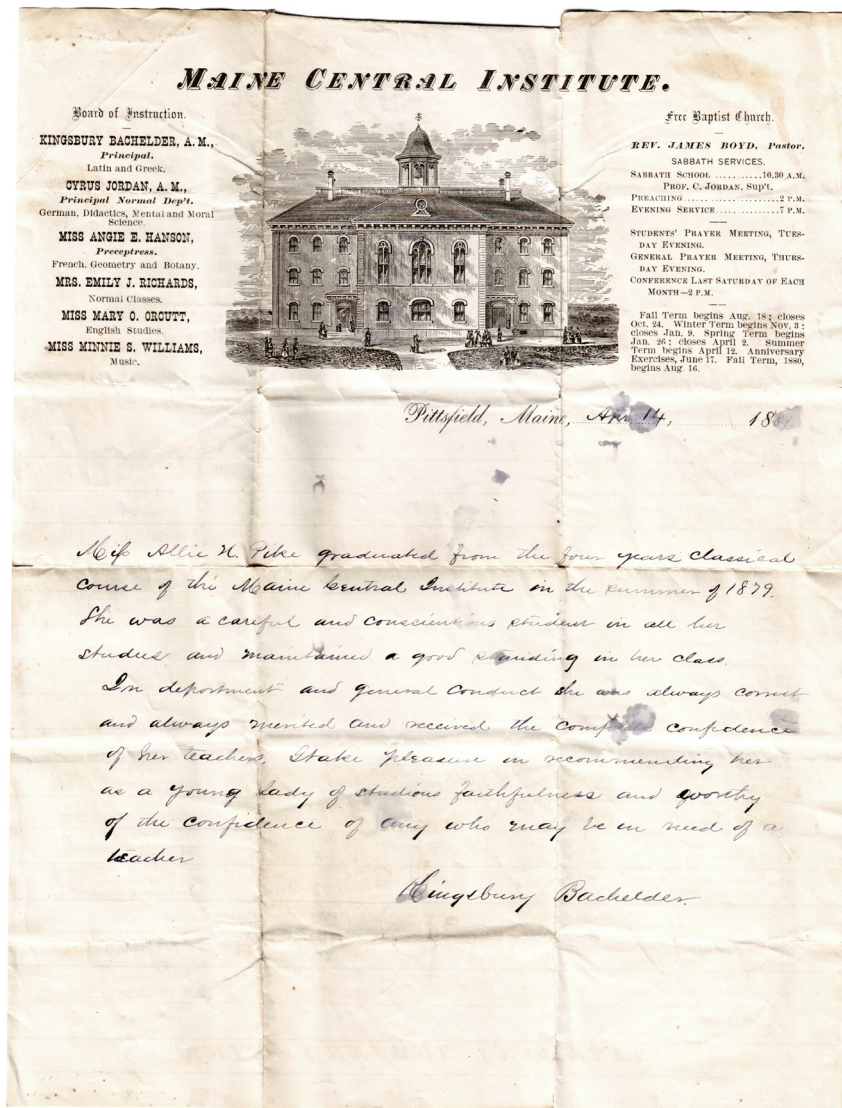 MAINE CENTRAL INSTITUTE.
Board of Instruction.
KINGSBURY BACHELDER, A. M.,
Principal.
Latin and Greek.
CYRUS JORDAN, A. M.,
Principal Normal Dep't.
German, Didactics, Mental and Moral
Science.
MISS ANGIE E. HANSON,
Preceptress.
French, Geometry and Botany.
MRS. EMILY J. RICHARDS,
Normal Classes.
MISS MARY O. ORCUTT,
English Studies.
MISS MINNIE S. WILLIAMS,
Music.
Free Baptist Church.
REV. JAMES BOYD, Pastor.
SABBATH SERVICES.
SABBATH SCHOOL ........... 10.30 A.M.
PROF. C. JORDAN, Sup't.
PREACHING .................... 2 P.M.
EVENING SERVICE ............ 7 P.M.
STUDENTS' PRAYER MEETING, TUES-
DAY EVENING.
GENERAL PRAYER MEETING, THURS-
DAY EVENING.
CONFERENCE LAST SATURDAY OF EACH
MONTH—2 P.M.
Fall Term begins Aug. 18; closes
Oct. 24. Winter Term begins Nov. 3;
closes Jan. 9. Spring Term begins
Jan. 26; closes April 2. Summer
Term begins April 12. Anniversary
Exercises, June 17. Fall Term, 1880,
begins Aug. 16.
Pittsfield, Maine, Apr. 14, 188
Miss Allie N. Pike graduated from the four years classical
course of the Maine Central Institute in the summer of 1879.
She was a careful and conscientious student in all her
studies and maintained a good standing in her class.
In deportment and general conduct she was always correct
and always merited and received the complete confidence
of her teachers. I take pleasure in recommending her
as a young lady of studious faithfulness and worthy
of the confidence of any who may be in need of a
teacher
Kingsbury Bachelder.